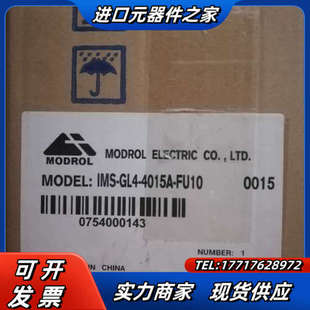 进口元器件之家
MODROL
MODROL ELECTRIC CO., LTD.
MODEL: IMS-GL4-4015A-FU10 0015
0754000143
NUMBER: 1
IN CHINA
可开发票
TEL:17717628972
实力商家 现货供应